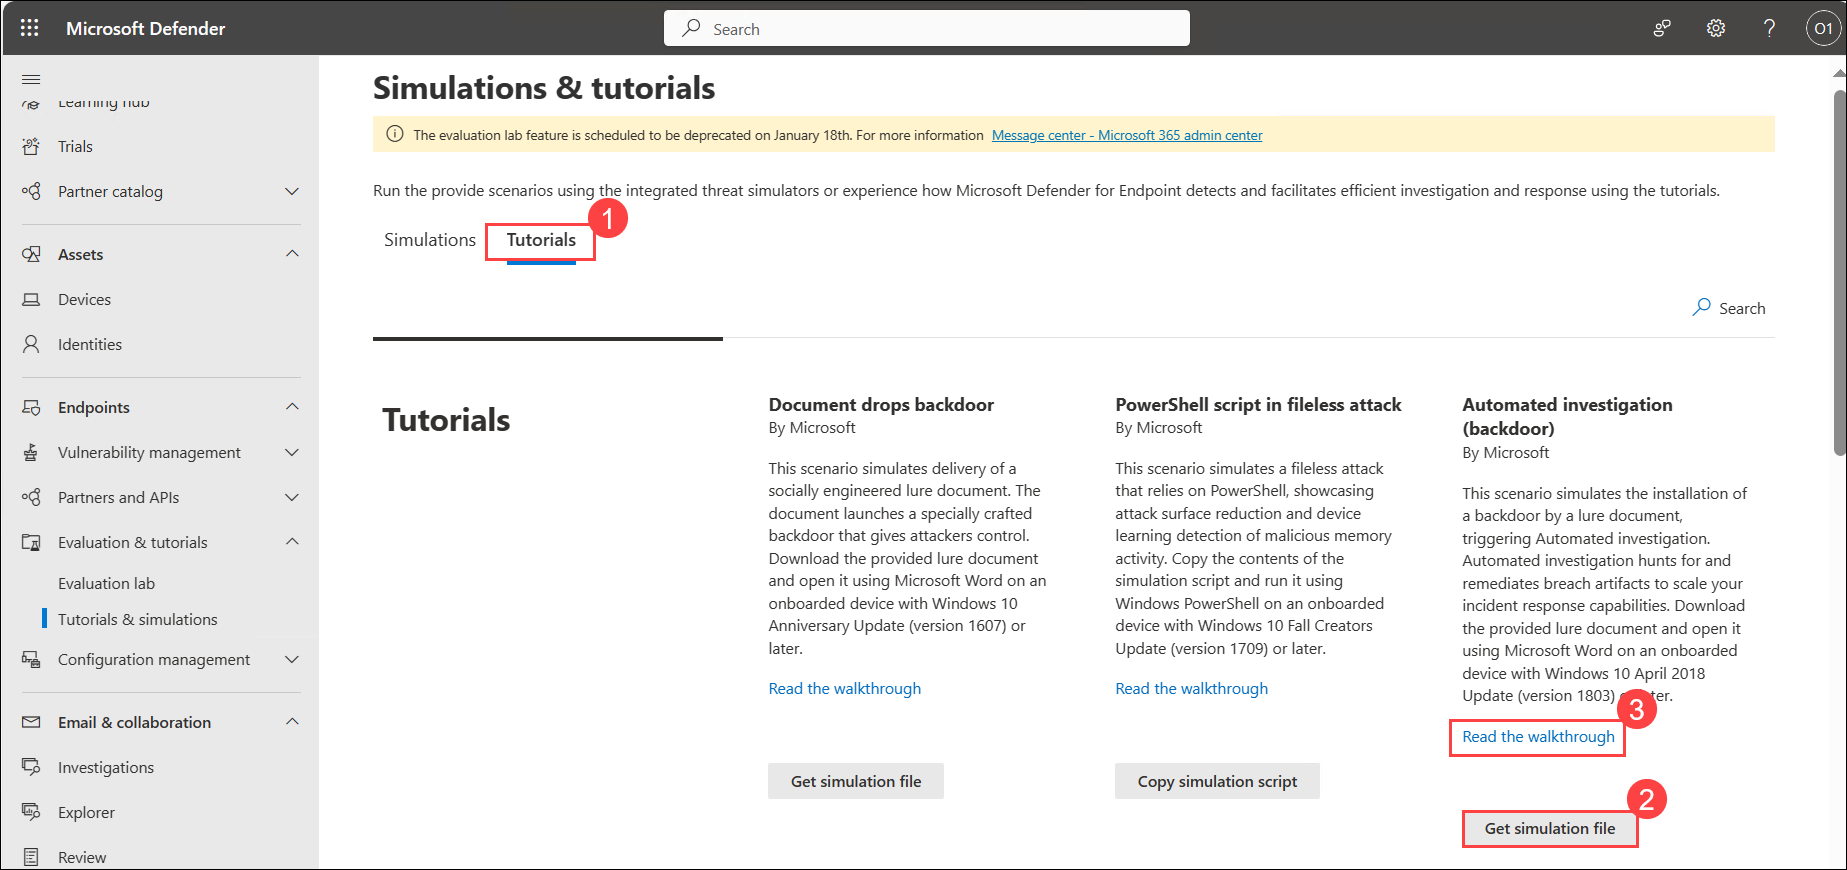 Microsoft Defender
Search
O1
Learning hub
Trials
Partner catalog
Assets
Devices
Identities
Endpoints
Vulnerability management
Partners and APIs
Evaluation & tutorials
Evaluation lab
Tutorials & simulations
Configuration management
Email & collaboration
Investigations
Explorer
Review
Simulations & tutorials
The evaluation lab feature is scheduled to be deprecated on January 18th. For more information Message center - Microsoft 365 admin center
Run the provide scenarios using the integrated threat simulators or experience how Microsoft Defender for Endpoint detects and facilitates efficient investigation and response using the tutorials.
Simulations
Tutorials
1
Search
Tutorials
Document drops backdoor
By Microsoft
This scenario simulates delivery of a
socially engineered lure document. The
document launches a specially crafted
backdoor that gives attackers control.
Download the provided lure document
and open it using Microsoft Word on an
onboarded device with Windows 10
Anniversary Update (version 1607) or
later.
Read the walkthrough
Get simulation file
PowerShell script in fileless attack
By Microsoft
This scenario simulates a fileless attack
that relies on PowerShell, showcasing
attack surface reduction and device
learning detection of malicious memory
activity. Copy the contents of the
simulation script and run it using
Windows PowerShell on an onboarded
device with Windows 10 Fall Creators
Update (version 1709) or later.
Read the walkthrough
Copy simulation script
Automated investigation
(backdoor)
By Microsoft
This scenario simulates the installation of
a backdoor by a lure document,
triggering Automated investigation.
Automated investigation hunts for and
remediates breach artifacts to scale your
incident response capabilities. Download
the provided lure document and open it
using Microsoft Word on an onboarded
device with Windows 10 April 2018
Update (version 1803) or later.
3
Read the walkthrough
2
Get simulation file